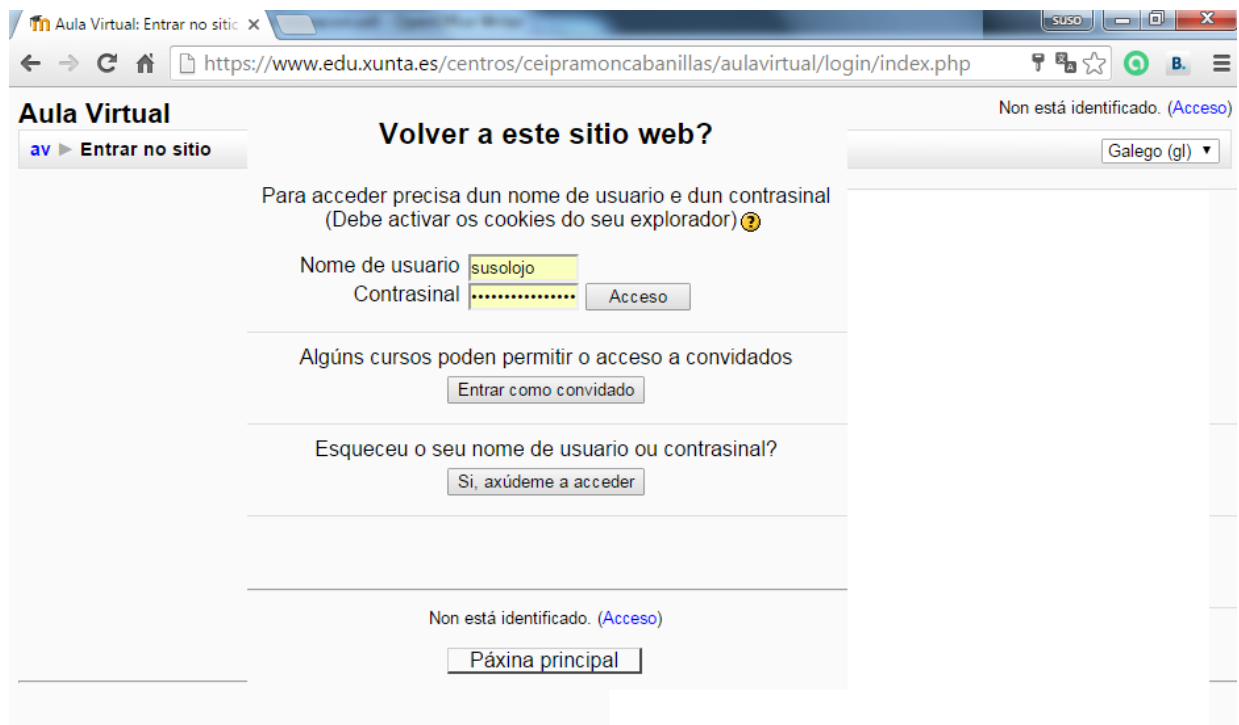 Aula Virtual: Entrar no sitio
suso
https://www.edu.xunta.es/centros/ceipramoncabanillas/aulavirtual/login/index.php
B.
Aula Virtual
Non está identificado. (Acceso)
av ► Entrar no sitio
Galego (gl) ▼
Volver a este sitio web?
Para acceder precisa dun nome de usuario e dun contrasinal
(Debe activar os cookies do seu explorador) ?
Nome de usuario susolojo
Contrasinal •••••••••••••••• Acceso
Algúns cursos poden permitir o acceso a convidados
Entrar como convidado
Esqueceu o seu nome de usuario ou contrasinal?
Si, axúdeme a acceder
Non está identificado. (Acceso)
Páxina principal